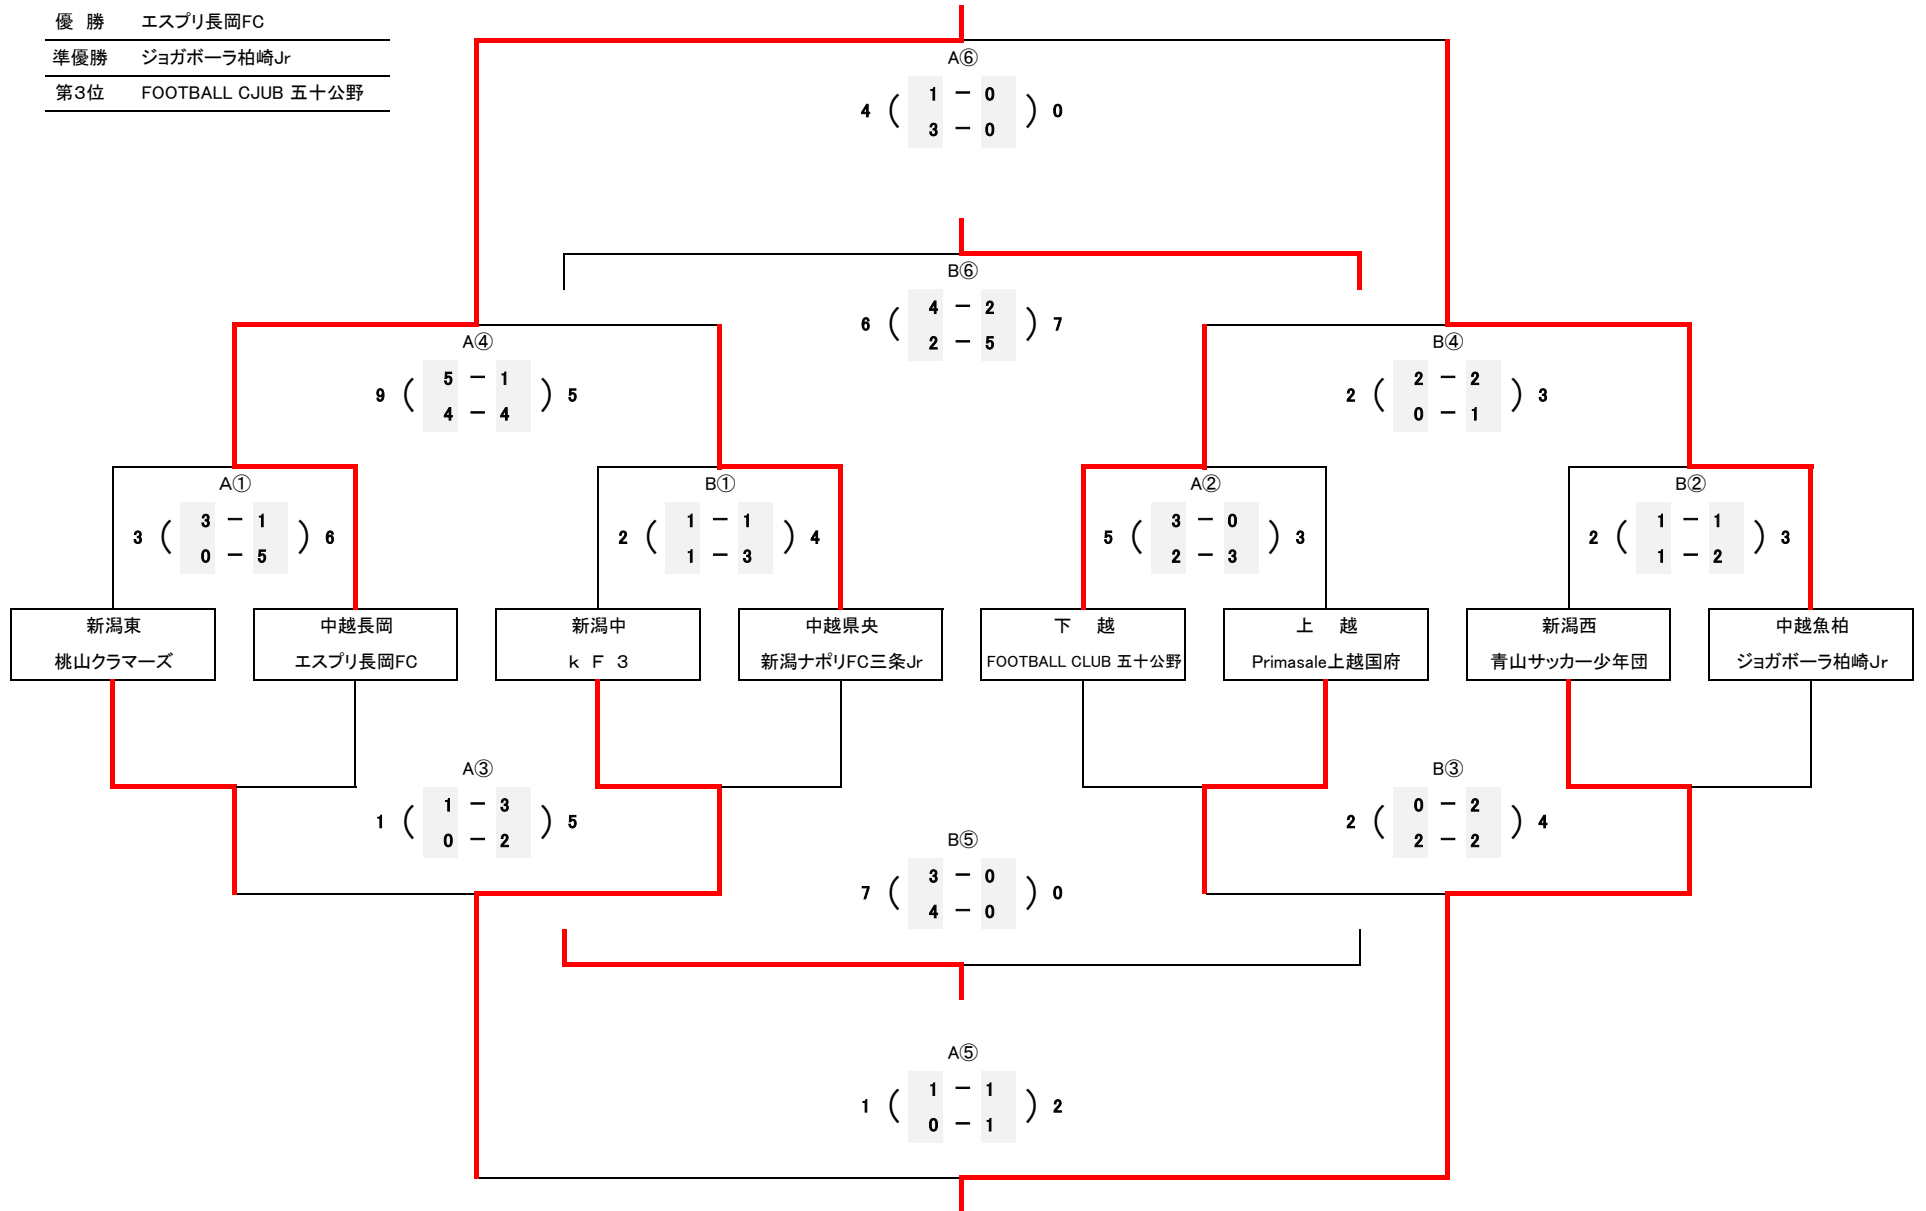 優 勝 エスプリ長岡FC
準優勝 ジョガボーラ柏崎Jr
第3位 FOOTBALL CJUB 五十公野
A⑥
1 − 0
4 ( ) 0
3 − 0
B⑥
4 − 2
6 ( ) 7
2 − 5
A④ B④
5 − 1 2 − 2
9 ( ) 5 2 ( ) 3
4 − 4 0 − 1
A① B① A② B②
3 − 1 1 − 1 3 − 0 1 − 1
3 ( ) 6 2 ( ) 4 5 ( ) 3 2 ( ) 3
0 − 5 1 − 3 2 − 3 1 − 2
新潟東 中越長岡 新潟中 中越県央 下 越 上 越 新潟西 中越魚柏
桃山クラマーズ エスプリ長岡FC k F 3 新潟ナポリFC三条Jr FOOTBALL CLUB 五十公野 Primasale上越国府 青山サッカー少年団 ジョガボーラ柏崎Jr
A③ B③
1 − 3 0 − 2
1 ( ) 5 2 ( ) 4
0 − 2 2 − 2
B⑤
3 − 0
7 ( ) 0
4 − 0
A⑤
1 − 1
1 ( ) 2
0 − 1